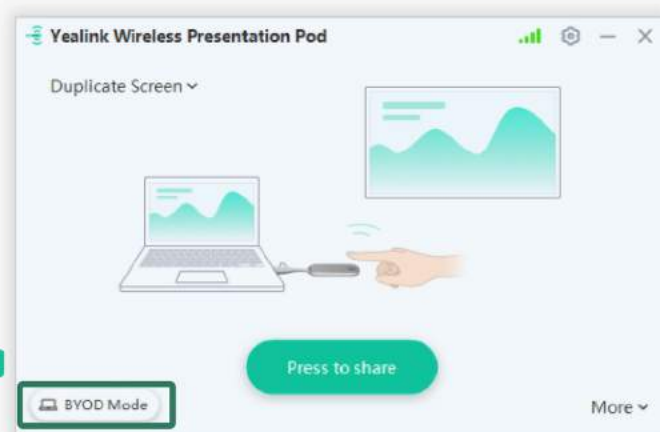 Yealink Wireless Presentation Pod
Duplicate Screen
Press to share
BYOD Mode
More